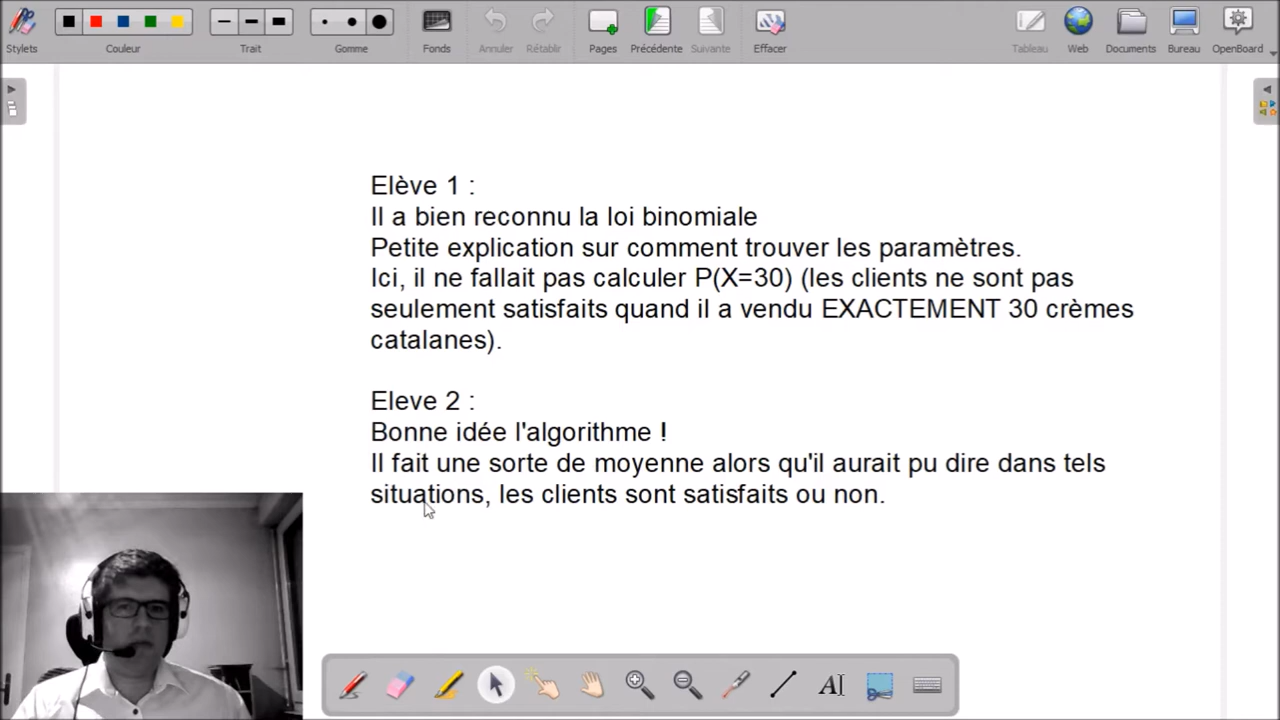 Stylets
Couleur
Trait
Gomme
Fonds
Annuler
Rétablir
Pages
Précédente
Suivante
Effacer
Tableau
Web
Documents
Bureau
OpenBoard
Elève 1 :
Il a bien reconnu la loi binomiale
Petite explication sur comment trouver les paramètres.
Ici, il ne fallait pas calculer P(X=30) (les clients ne sont pas
seulement satisfaits quand il a vendu EXACTEMENT 30 crèmes
catalanes).
Eleve 2 :
Bonne idée l'algorithme !
Il fait une sorte de moyenne alors qu'il aurait pu dire dans tels
situations, les clients sont satisfaits ou non.
AI